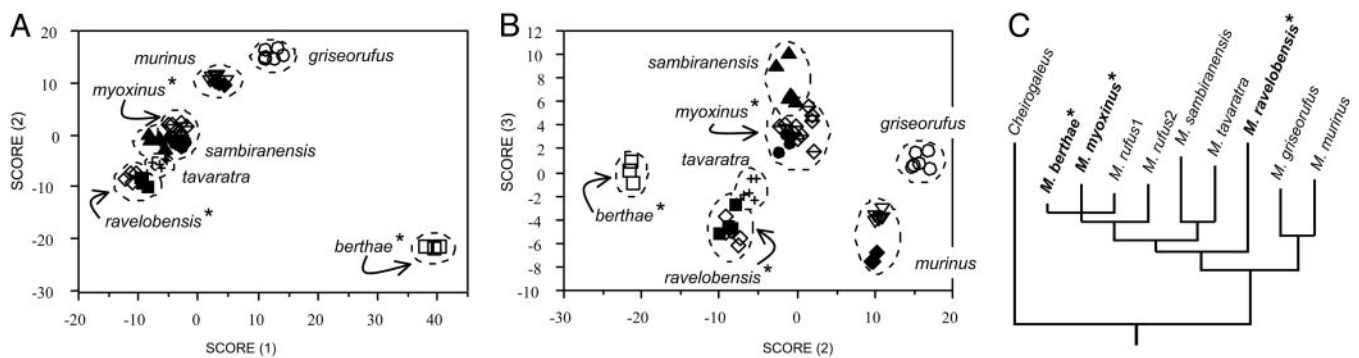 A
SCORE (2)
20
10
0
-10
-20
-30
-20
-10
0
10
20
30
40
SCORE (1)
murinus
griseorufus
myoxinus *
sambiranensis
tavaratra
ravelobensis *
berthae *
B
SCORE (3)
12
10
8
6
4
2
0
-2
-4
-6
-8
-10
-30
-20
-10
0
10
20
SCORE (2)
sambiranensis
myoxinus *
griseorufus
tavaratra
berthae *
ravelobensis *
murinus
C
Cheirogaleus
M. berthae *
M. myoxinus *
M. rufus1
M. rufus2
M. sambiranensis
M. tavaratra
M. ravelobensis *
M. griseorufus
M. murinus